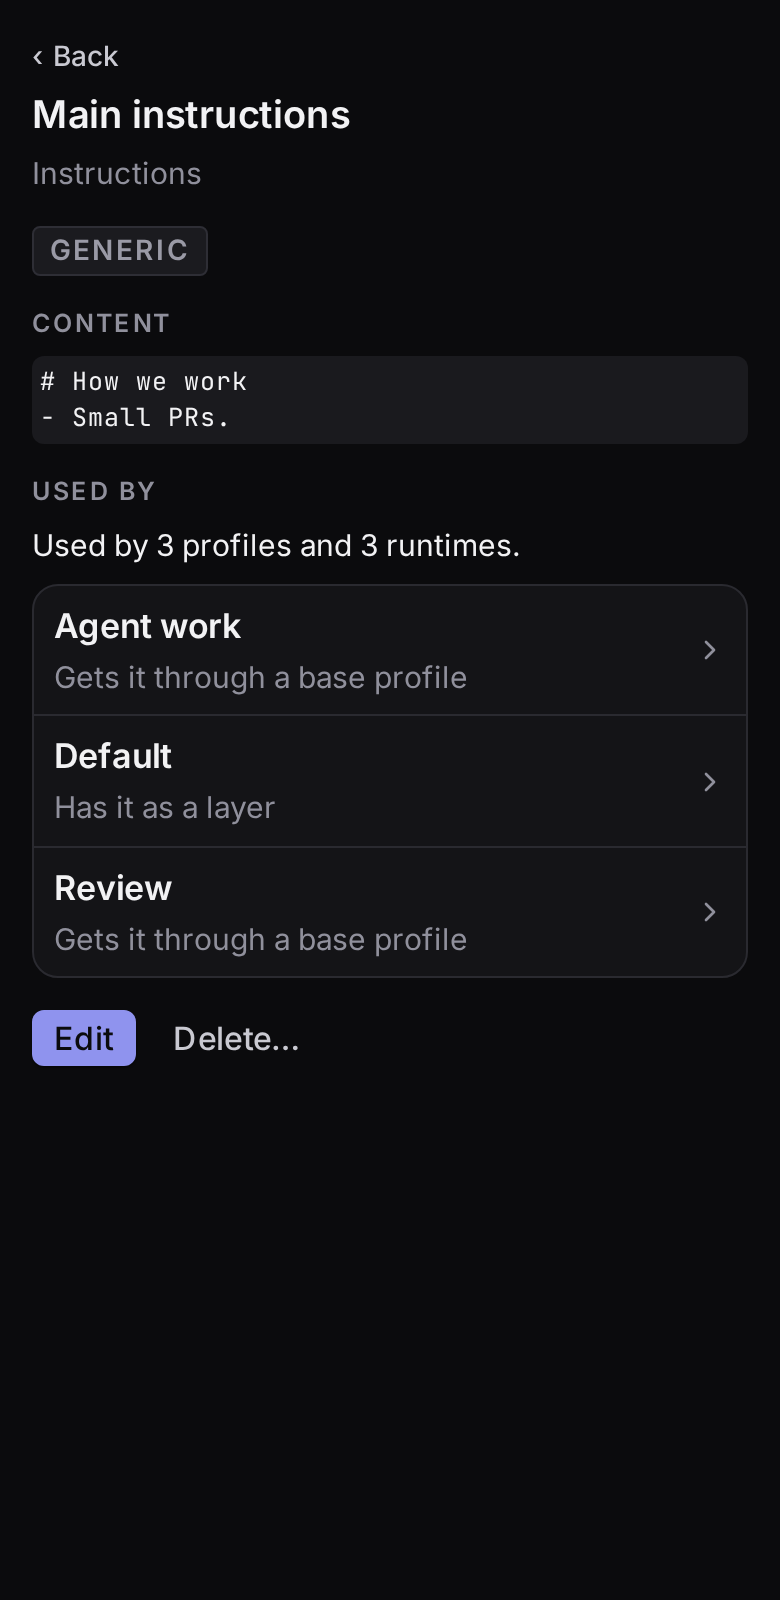 ‹ Back
Main instructions
Instructions
GENERIC
CONTENT
# How we work
- Small PRs.
USED BY
Used by 3 profiles and 3 runtimes.
Agent work
Gets it through a base profile
Default
Has it as a layer
Review
Gets it through a base profile
Edit
Delete...